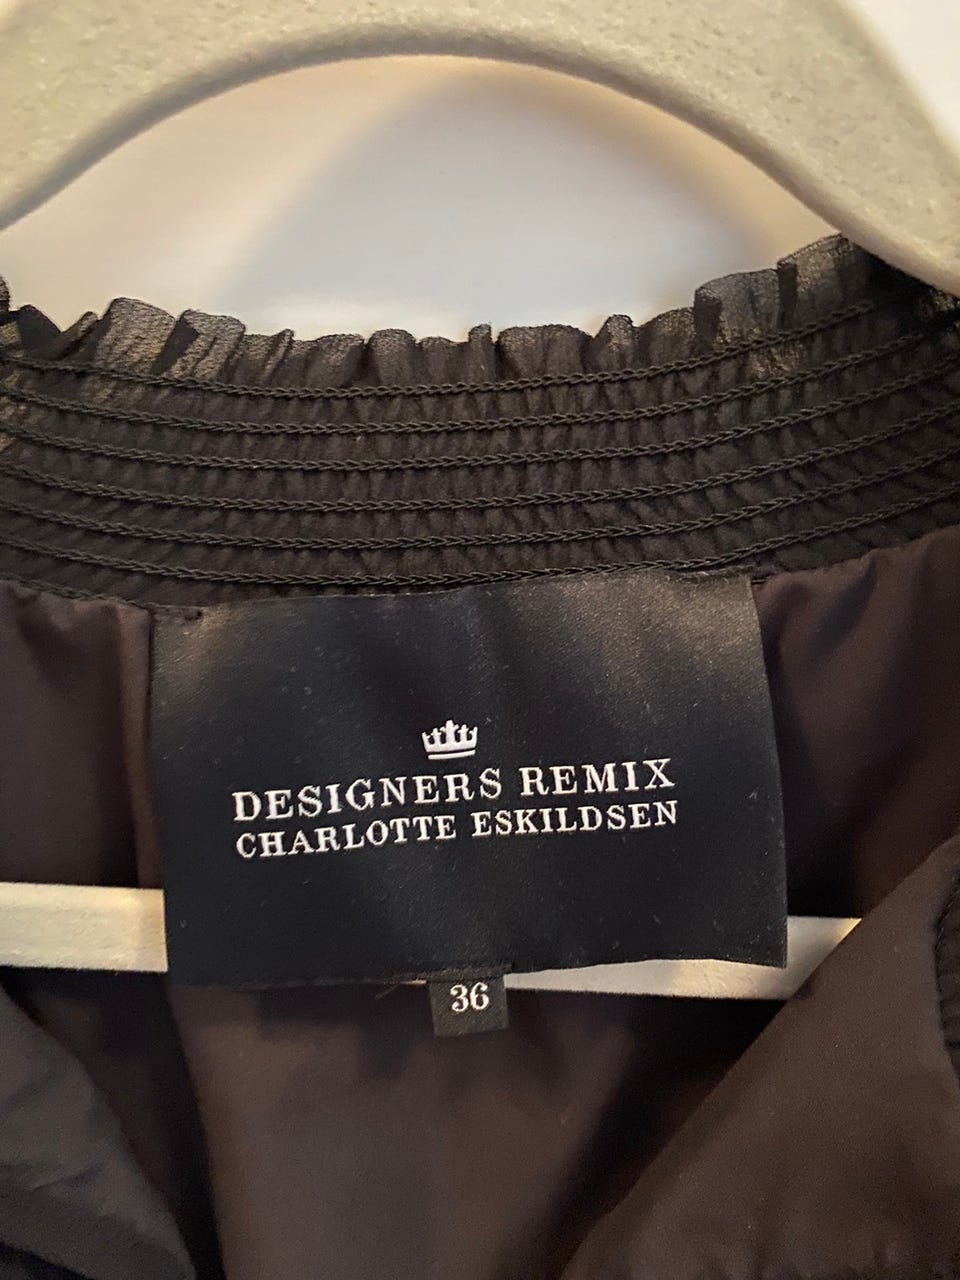 DESIGNERS REMIX
CHARLOTTE ESKILDSEN
36